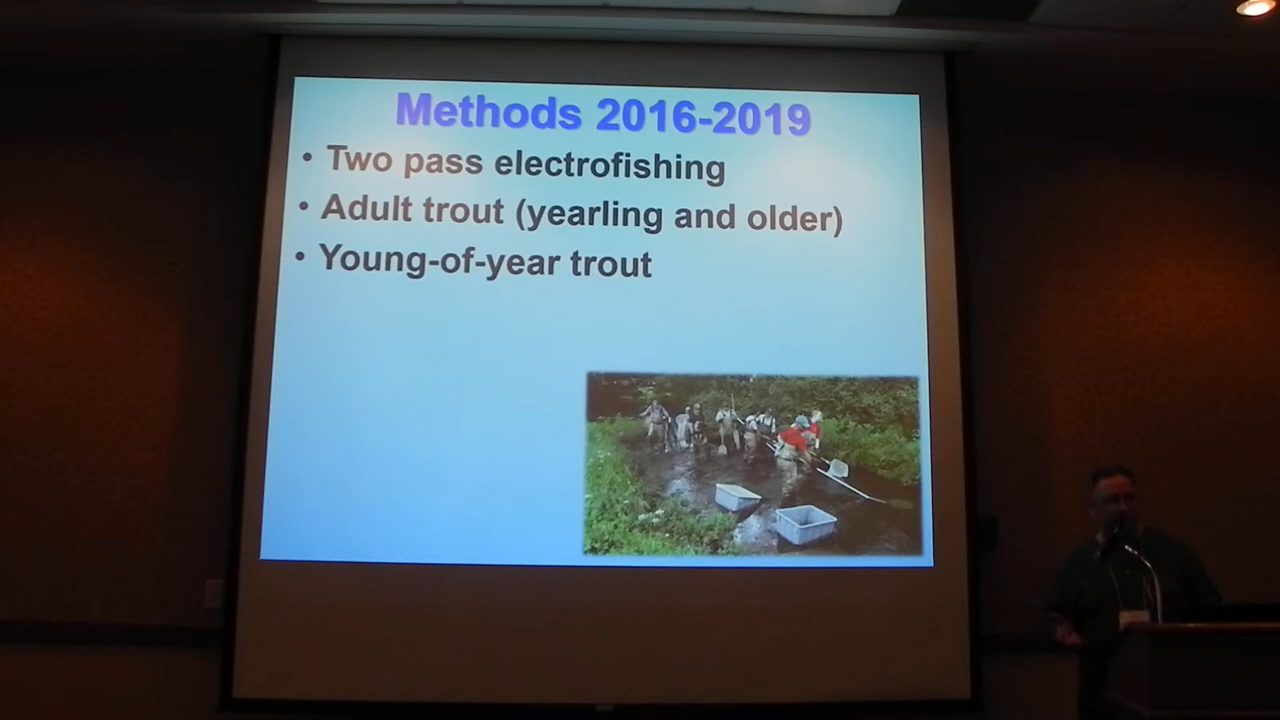 Methods 2016-2019
• Two pass electrofishing
• Adult trout (yearling and older)
• Young-of-year trout